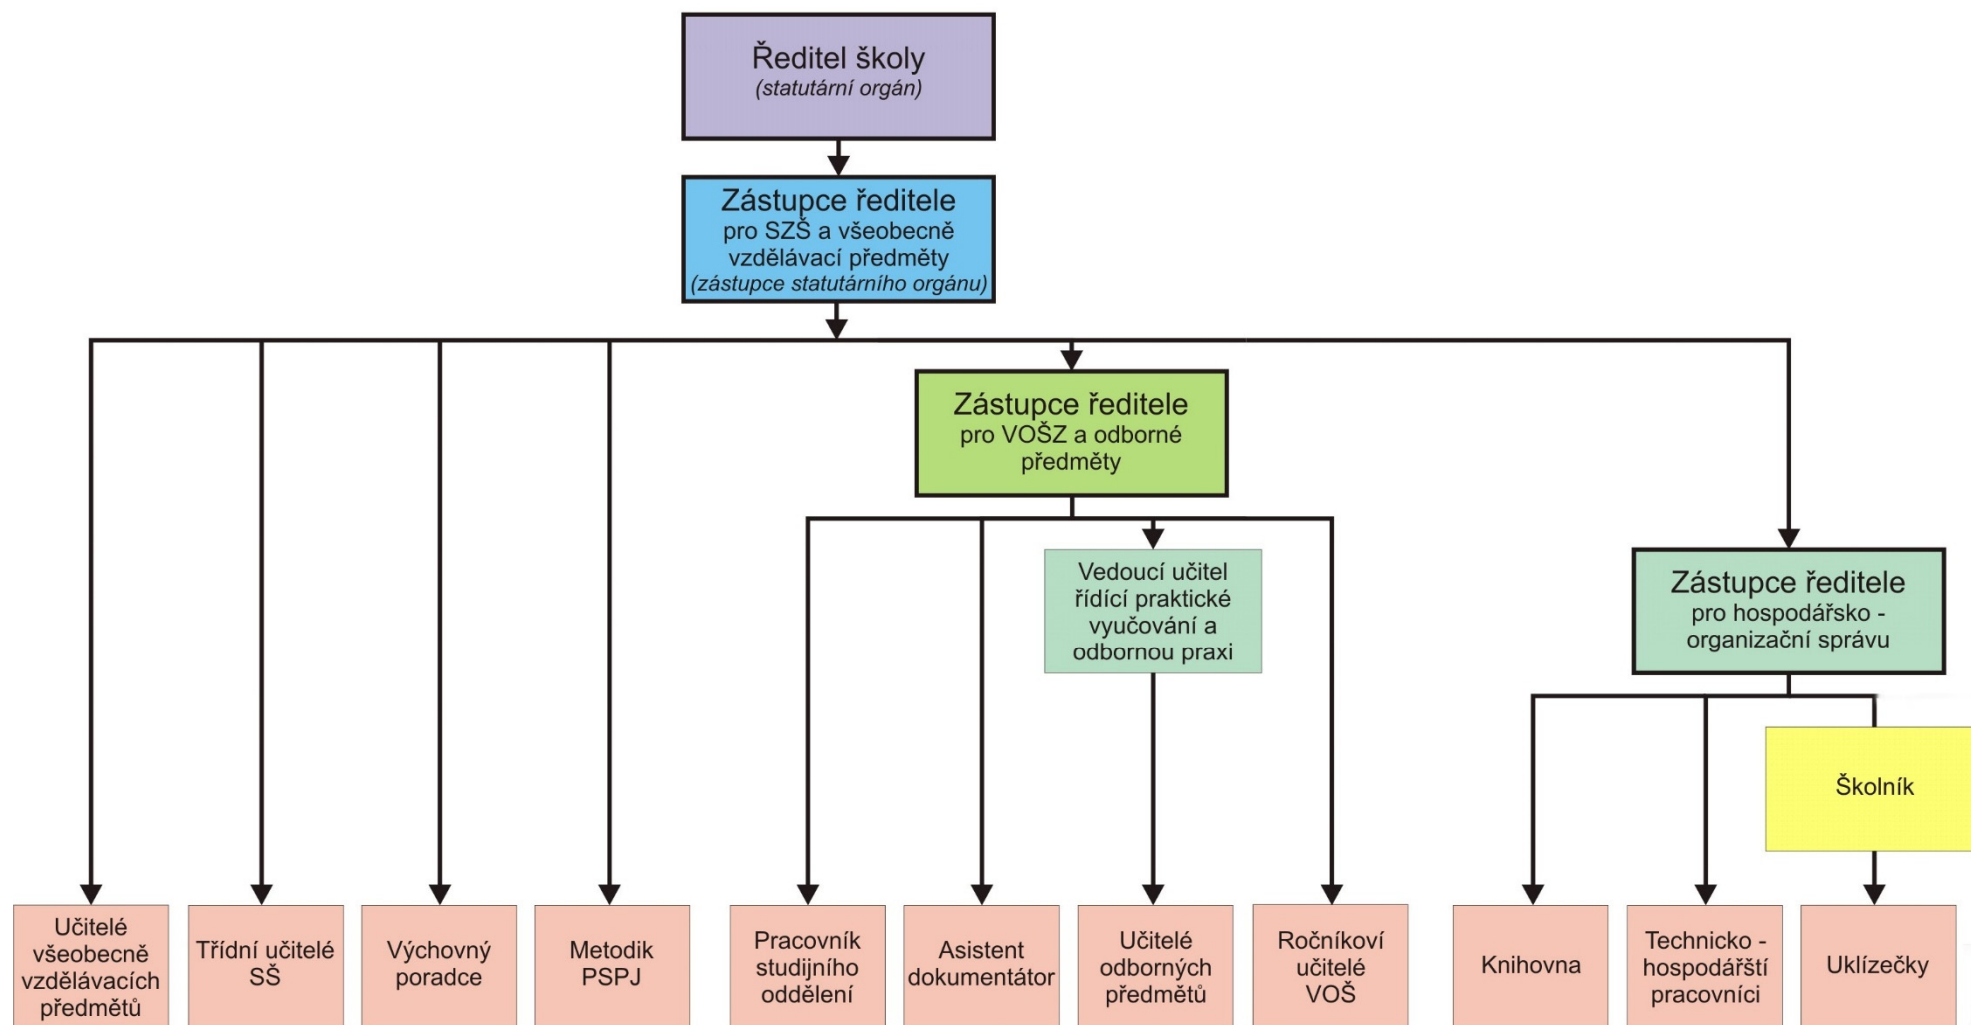 Ředitel školy
(statutární orgán)
Zástupce ředitele
pro SZŠ a všeobecně
vzdělávací předměty
(zástupce statutárního orgánu)
Zástupce ředitele
pro VOŠZ a odborné
předměty
Vedoucí učitel
řídící praktické
vyučování a
odbornou praxi
Zástupce ředitele
pro hospodářsko -
organizační správu
Školník
Učitelé
všeobecně
vzdělávacích
předmětů
Třídní učitelé
SŠ
Výchovný
poradce
Metodik
PSPJ
Pracovník
studijního
oddělení
Asistent
dokumentátor
Učitelé
odborných
předmětů
Ročníkoví
učitelé
VOŠ
Knihovna
Technicko -
hospodářští
pracovníci
Uklízečky